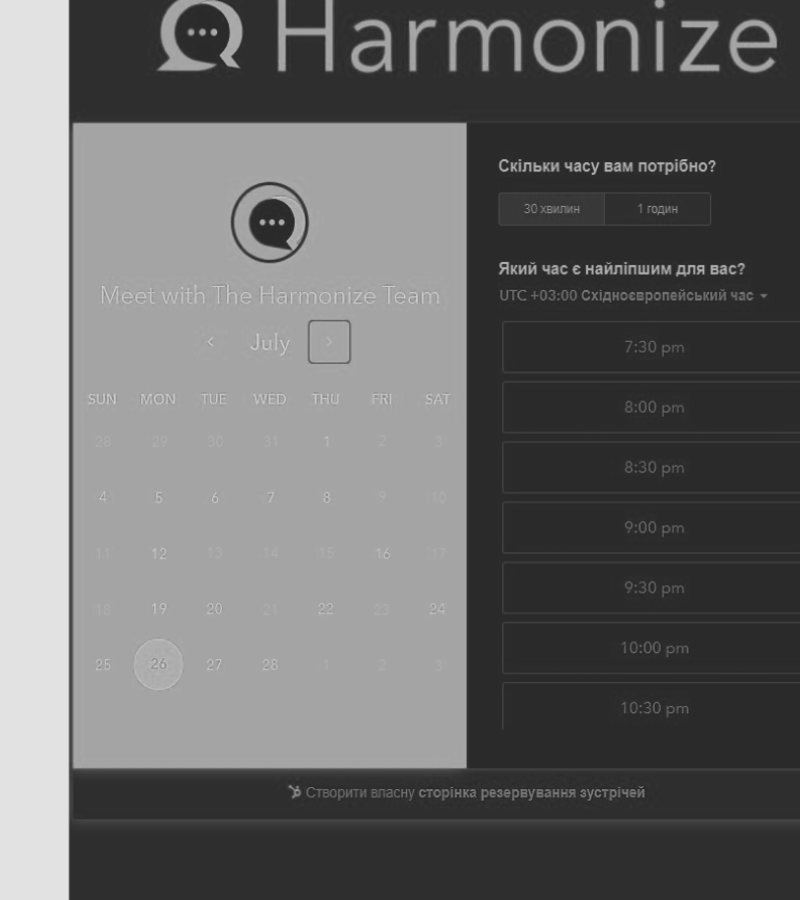 Harmonize
Meet with The Harmonize Team
July
SUN MON TUE WED THU FRI SAT
28 29 30 31 1 2 3
4 5 6 7 8 9 10
11 12 13 14 15 16 17
18 19 20 21 22 23 24
25 26 27 28 1 2 3
Скільки часу вам потрібно?
30 хвилин 1 годин
Який час є найліпшим для вас?
UTC +03:00 Східноєвропейський час
7:30 pm
8:00 pm
8:30 pm
9:00 pm
9:30 pm
10:00 pm
10:30 pm
Створити власну сторінка резервування зустрічей